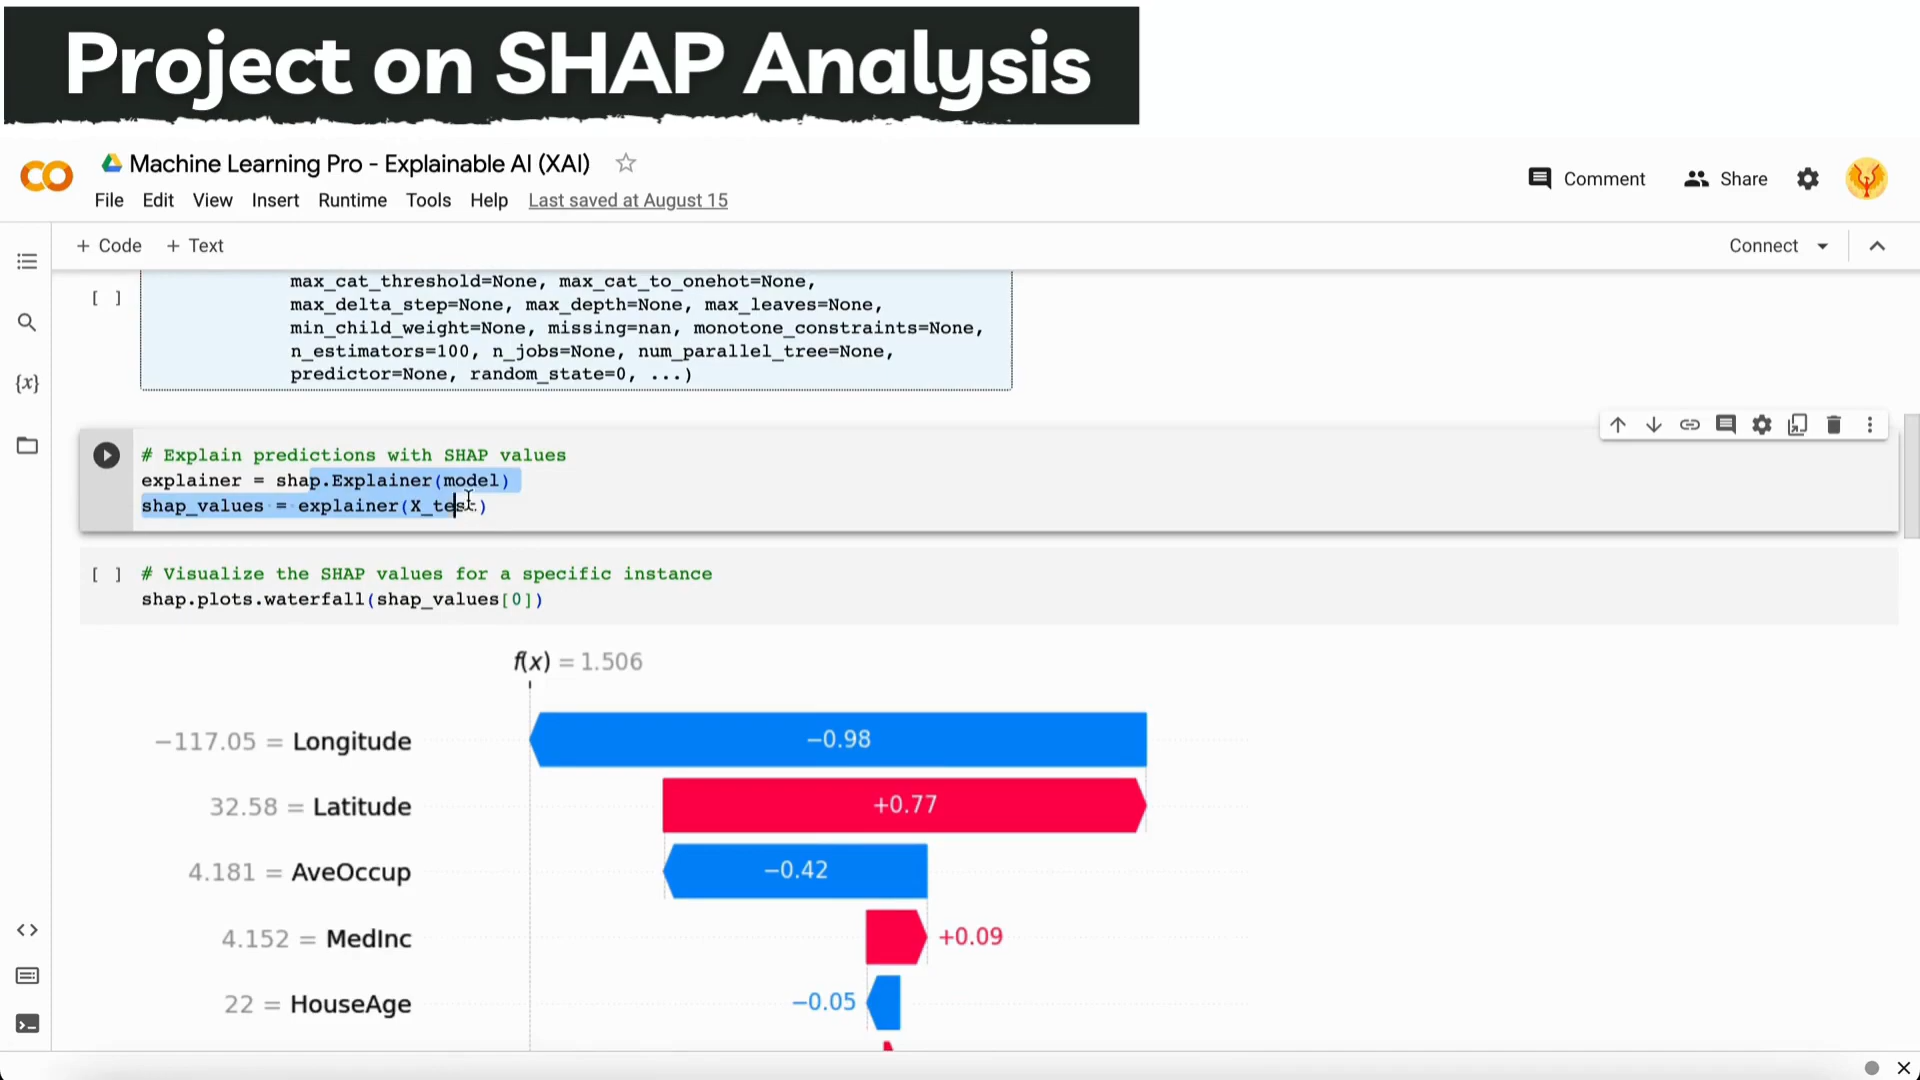 Project on SHAP Analysis
Machine Learning Pro - Explainable AI (XAI)
File Edit View Insert Runtime Tools Help Last saved at August 15
Comment Share
+ Code + Text
Connect
max_cat_threshold=None, max_cat_to_onehot=None,
[ ]
max_delta_step=None, max_depth=None, max_leaves=None,
min_child_weight=None, missing=nan, monotone_constraints=None,
n_estimators=100, n_jobs=None, num_parallel_tree=None,
predictor=None, random_state=0, ...)
# Explain predictions with SHAP values
explainer = shap.Explainer(model)
shap_values = explainer(X_test)
[ ] # Visualize the SHAP values for a specific instance
shap.plots.waterfall(shap_values[0])
f(x) = 1.506
−117.05 = Longitude −0.98
32.58 = Latitude +0.77
4.181 = AveOccup −0.42
4.152 = MedInc +0.09
22 = HouseAge −0.05